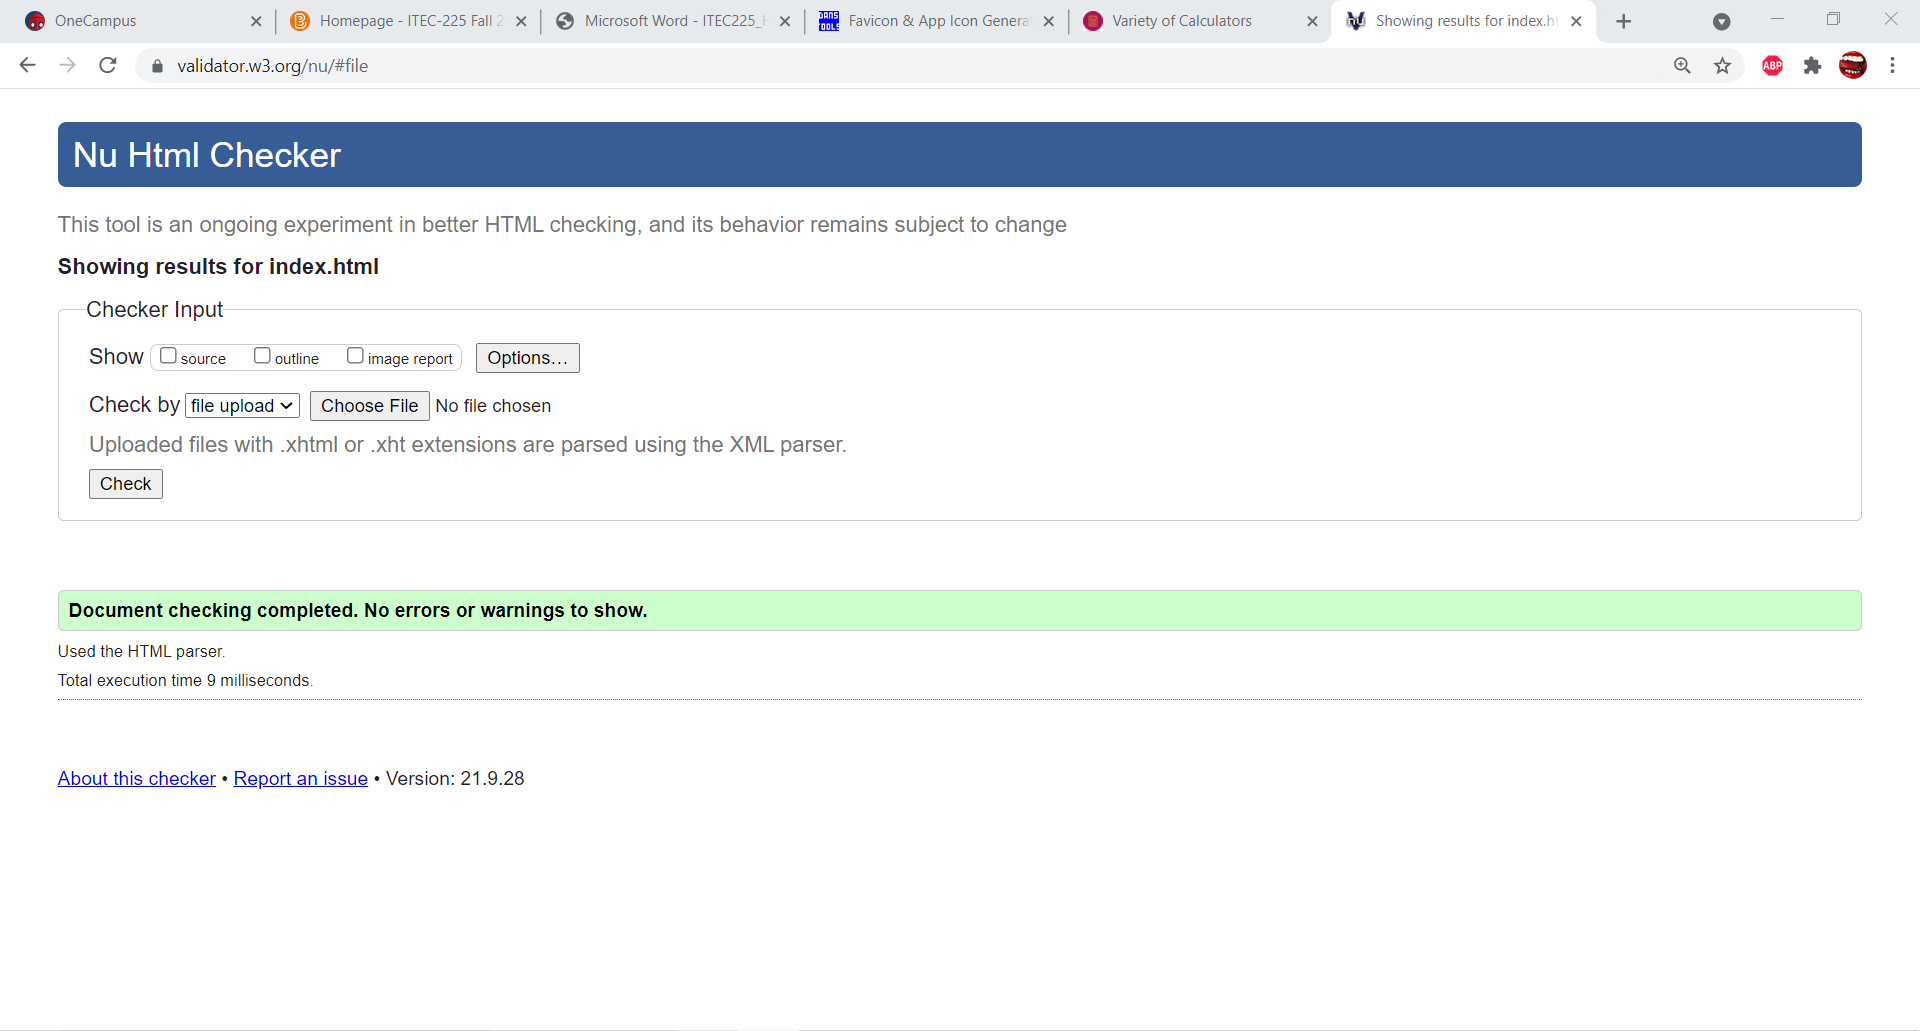 OneCampus
Homepage - ITEC-225 Fall 2
Microsoft Word - ITEC225_H
Favicon & App Icon Genera
Variety of Calculators
Showing results for index.ht
validator.w3.org/nu/#file
ABP
Nu Html Checker
This tool is an ongoing experiment in better HTML checking, and its behavior remains subject to change
Showing results for index.html
Checker Input
Show source outline image report Options...
Check by file upload Choose File No file chosen
Uploaded files with .xhtml or .xht extensions are parsed using the XML parser.
Check
Document checking completed. No errors or warnings to show.
Used the HTML parser.
Total execution time 9 milliseconds.
About this checker • Report an issue • Version: 21.9.28